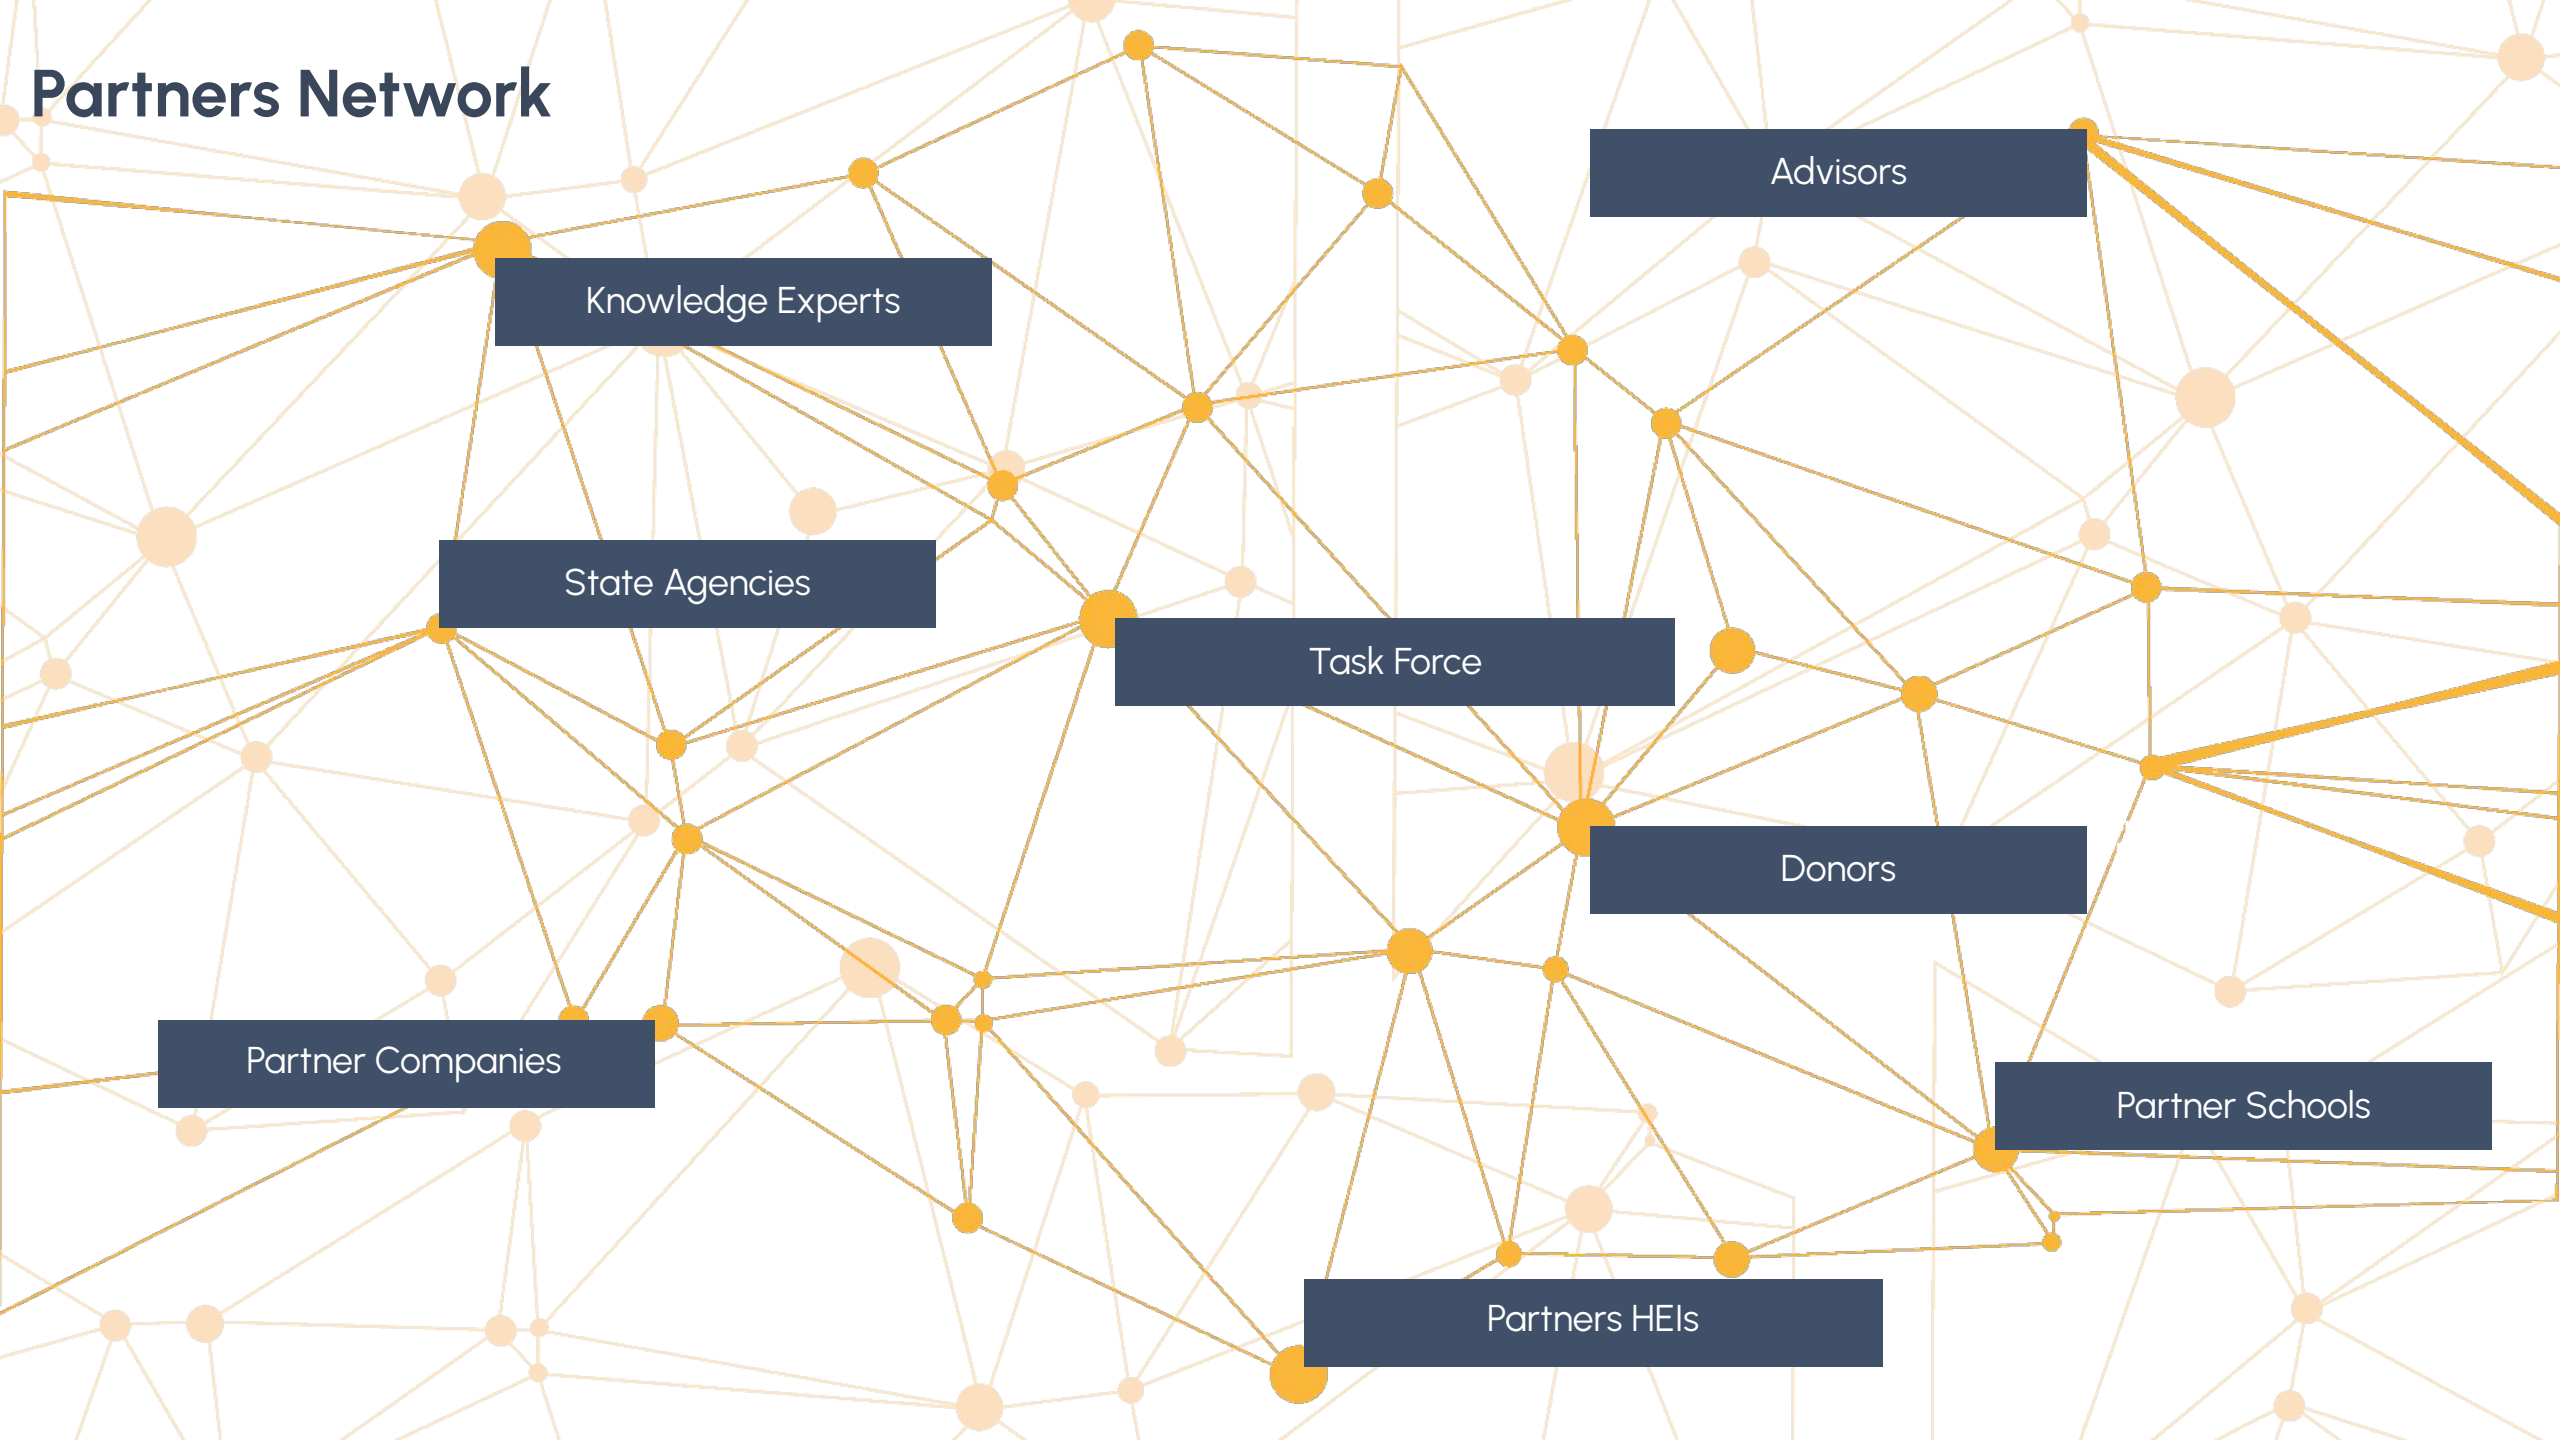 Partners Network
Advisors
Knowledge Experts
State Agencies
Task Force
Donors
Partner Companies
Partner Schools
Partners HEIs